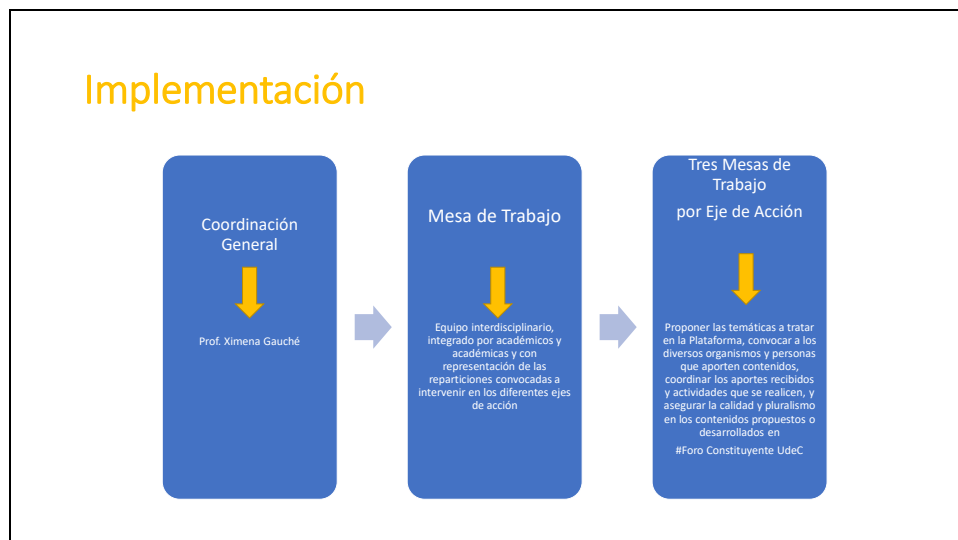 Implementación
Coordinación
General
Prof. Ximena Gauché
Mesa de Trabajo
Equipo interdisciplinario,
integrado por académicos y
académicas y con
representación de las
reparticiones convocadas a
intervenir en los diferentes ejes
de acción
Tres Mesas de
Trabajo
por Eje de Acción
Proponer las temáticas a tratar
en la Plataforma, convocar a los
diversos organismos y personas
que aporten contenidos,
coordinar los aportes recibidos
y actividades que se realicen, y
asegurar la calidad y pluralismo
en los contenidos propuestos o
desarrollados en
#Foro Constituyente UdeC